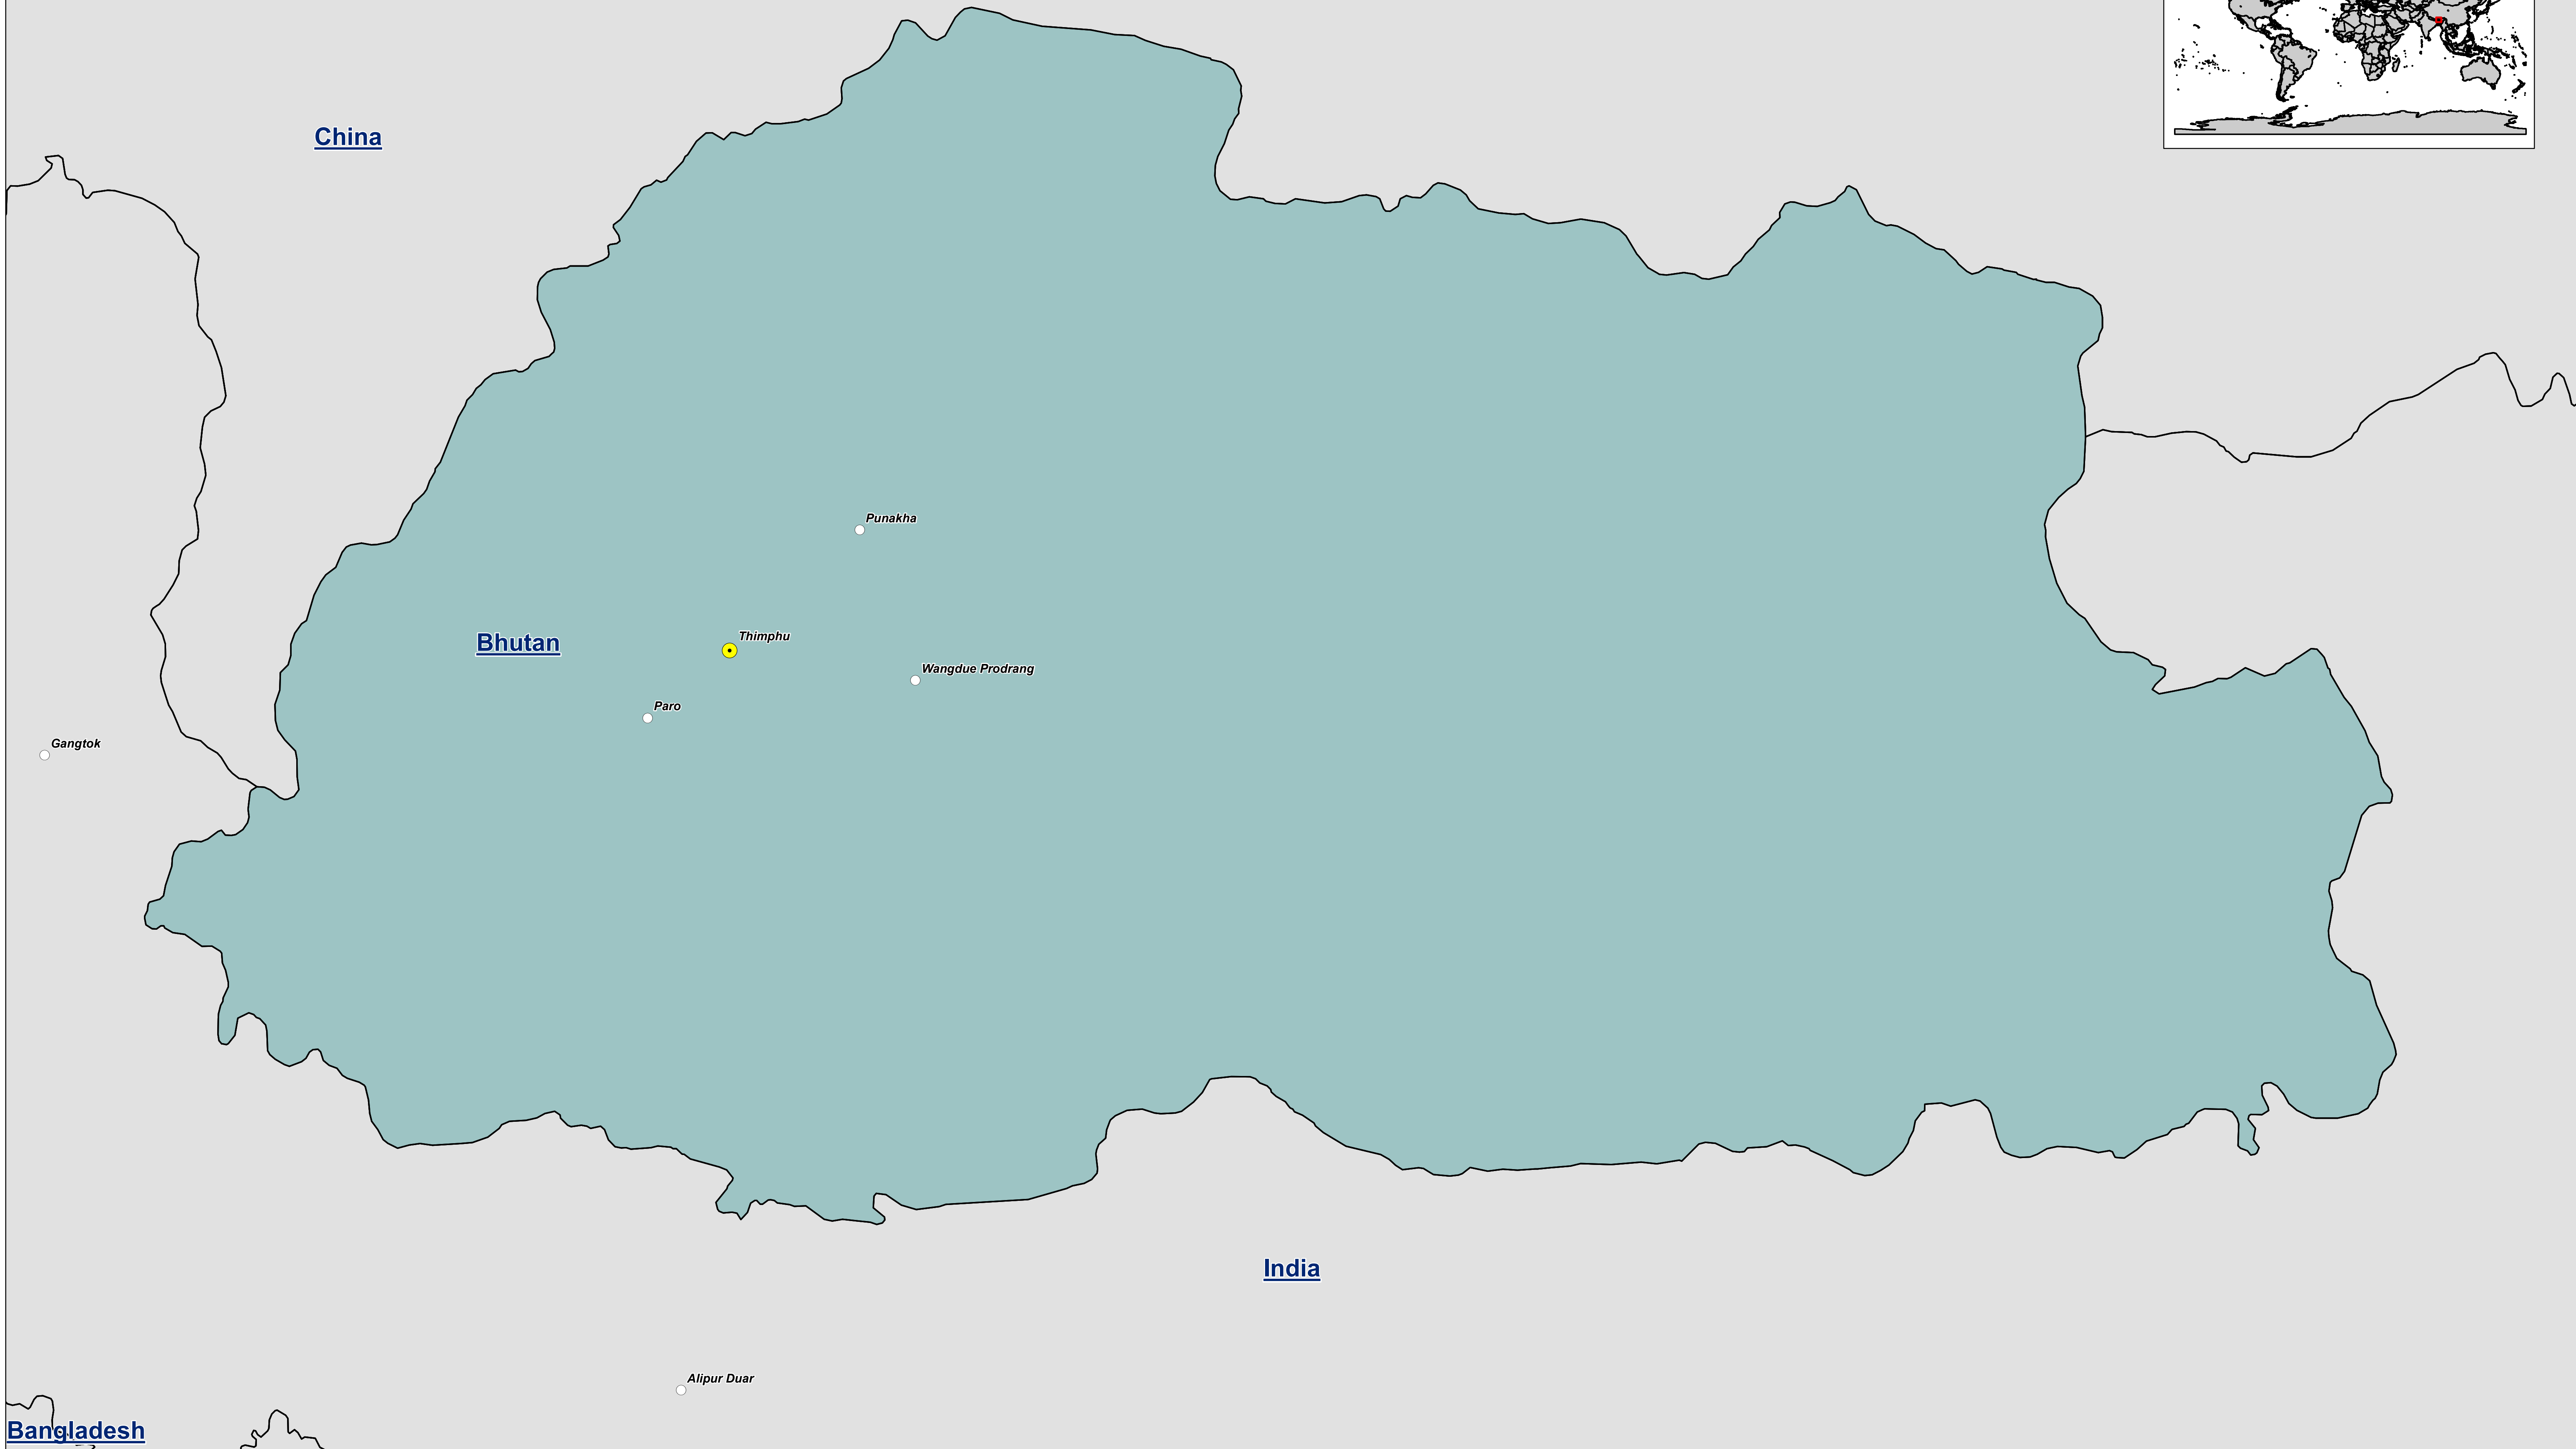 China
Punakha
Bhutan
Thimphu
Wangdue Prodrang
Paro
Gangtok
India
Alipur Duar
Bangladesh